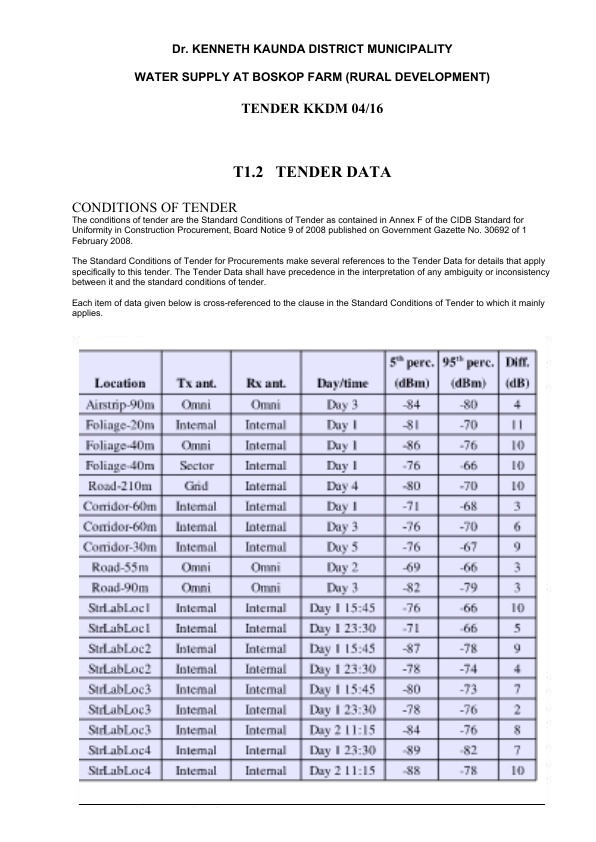 Dr. KENNETH KAUNDA DISTRICT MUNICIPALITY
WATER SUPPLY AT BOSKOP FARM (RURAL DEVELOPMENT)
TENDER KKDM 04/16
T1.2 TENDER DATA
CONDITIONS OF TENDER
The conditions of tender are the Standard Conditions of Tender as contained in Annex F of the CIDB Standard for
Uniformity in Construction Procurement, Board Notice 9 of 2008 published on Government Gazette No. 30692 of 1
February 2008.
The Standard Conditions of Tender for Procurements make several references to the Tender Data for details that apply
specifically to this tender. The Tender Data shall have precedence in the interpretation of any ambiguity or inconsistency
between it and the standard conditions of tender.
Each item of data given below is cross-referenced to the clause in the Standard Conditions of Tender to which it mainly
applies.
5th perc. 95th perc. Diff.
Location Tx ant. Rx ant. Day/time (dBm) (dBm) (dB)
Airstrip-90m Omni Omni Day 3 -84 -80 4
Foliage-20m Internal Internal Day 1 -81 -70 11
Foliage-40m Omni Internal Day 1 -86 -76 10
Foliage-40m Sector Internal Day 1 -76 -66 10
Road-210m Grid Internal Day 4 -80 -70 10
Corridor-60m Internal Internal Day 1 -71 -68 3
Corridor-60m Internal Internal Day 3 -76 -70 6
Corridor-30m Internal Internal Day 5 -76 -67 9
Road-55m Omni Omni Day 2 -69 -66 3
Road-90m Omni Omni Day 3 -82 -79 3
StrLabLoc1 Internal Internal Day 1 15:45 -76 -66 10
StrLabLoc1 Internal Internal Day 1 23:30 -71 -66 5
StrLabLoc2 Internal Internal Day 1 15:45 -87 -78 9
StrLabLoc2 Internal Internal Day 1 23:30 -78 -74 4
StrLabLoc3 Internal Internal Day 1 15:45 -80 -73 7
StrLabLoc3 Internal Internal Day 1 23:30 -78 -76 2
StrLabLoc3 Internal Internal Day 2 11:15 -84 -76 8
StrLabLoc4 Internal Internal Day 1 23:30 -89 -82 7
StrLabLoc4 Internal Internal Day 2 11:15 -88 -78 10